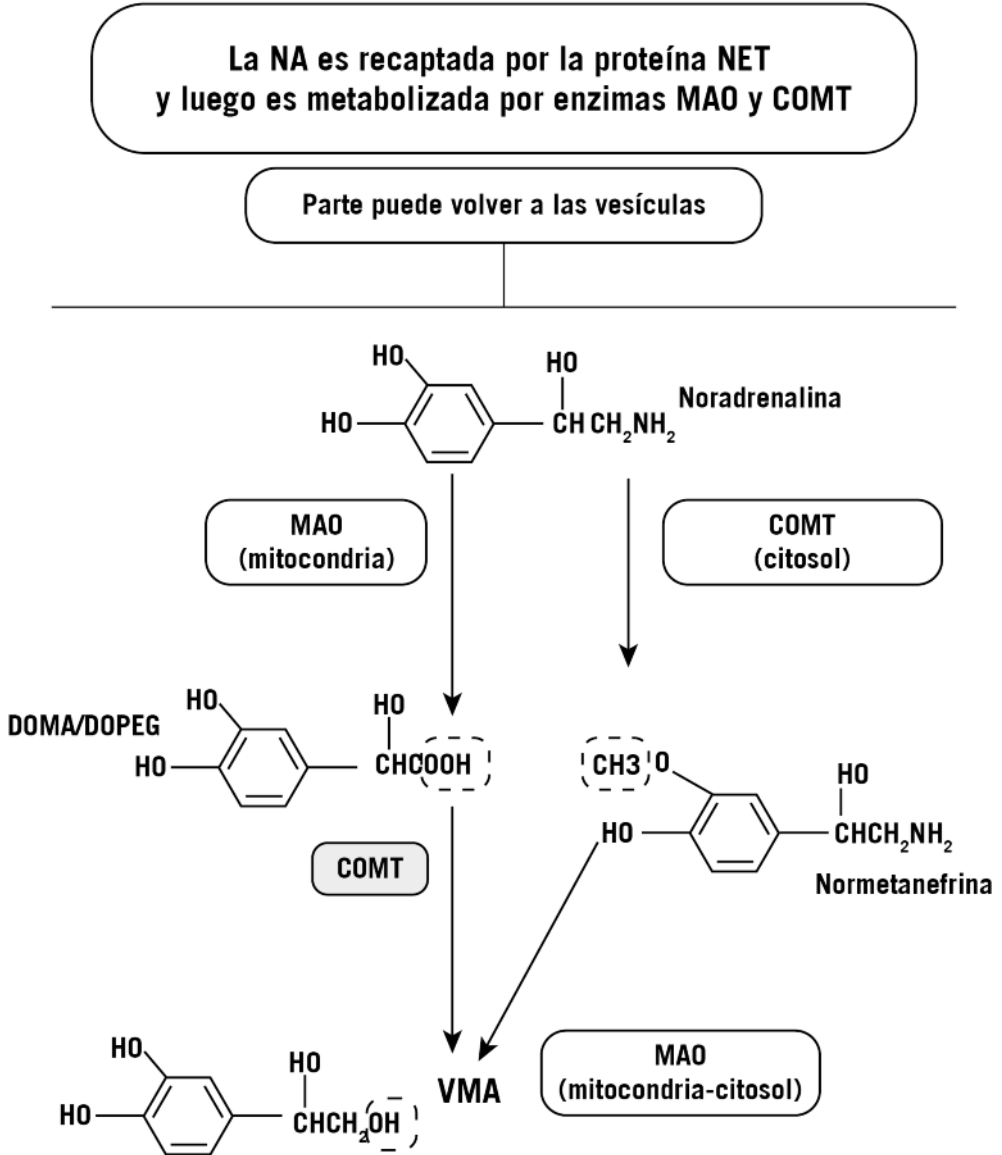 La NA es recaptada por la proteína NET
y luego es metabolizada por enzimas MAO y COMT
Parte puede volver a las vesículas
HO
HO
HO
CHCH₂NH₂
Noradrenalina
MAO
(mitocondria)
COMT
(citosol)
DOMA/DOPEG
HO
HO
HO
CHCOOH
CH3
O
HO
HO
CHCH₂NH₂
Normetanefrina
COMT
HO
HO
HO
CHCH₂OH
VMA
MAO
(mitocondria-citosol)